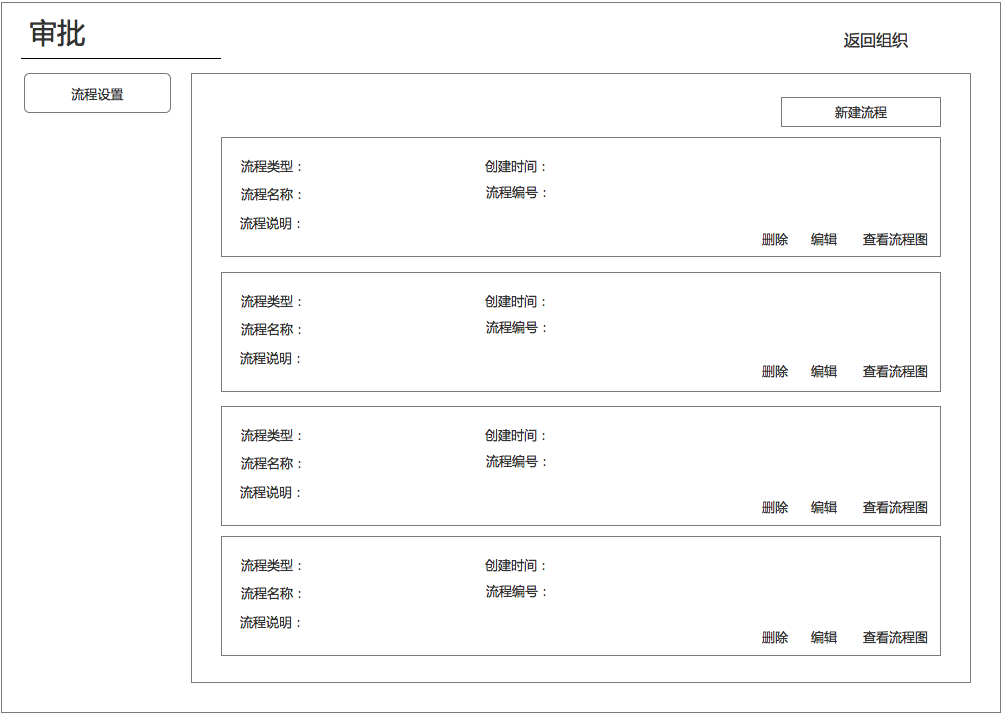 审批
返回组织
流程设置
新建流程
流程类型： 创建时间：
流程名称： 流程编号：
流程说明：
删除 编辑 查看流程图
流程类型： 创建时间：
流程名称： 流程编号：
流程说明：
删除 编辑 查看流程图
流程类型： 创建时间：
流程名称： 流程编号：
流程说明：
删除 编辑 查看流程图
流程类型： 创建时间：
流程名称： 流程编号：
流程说明：
删除 编辑 查看流程图